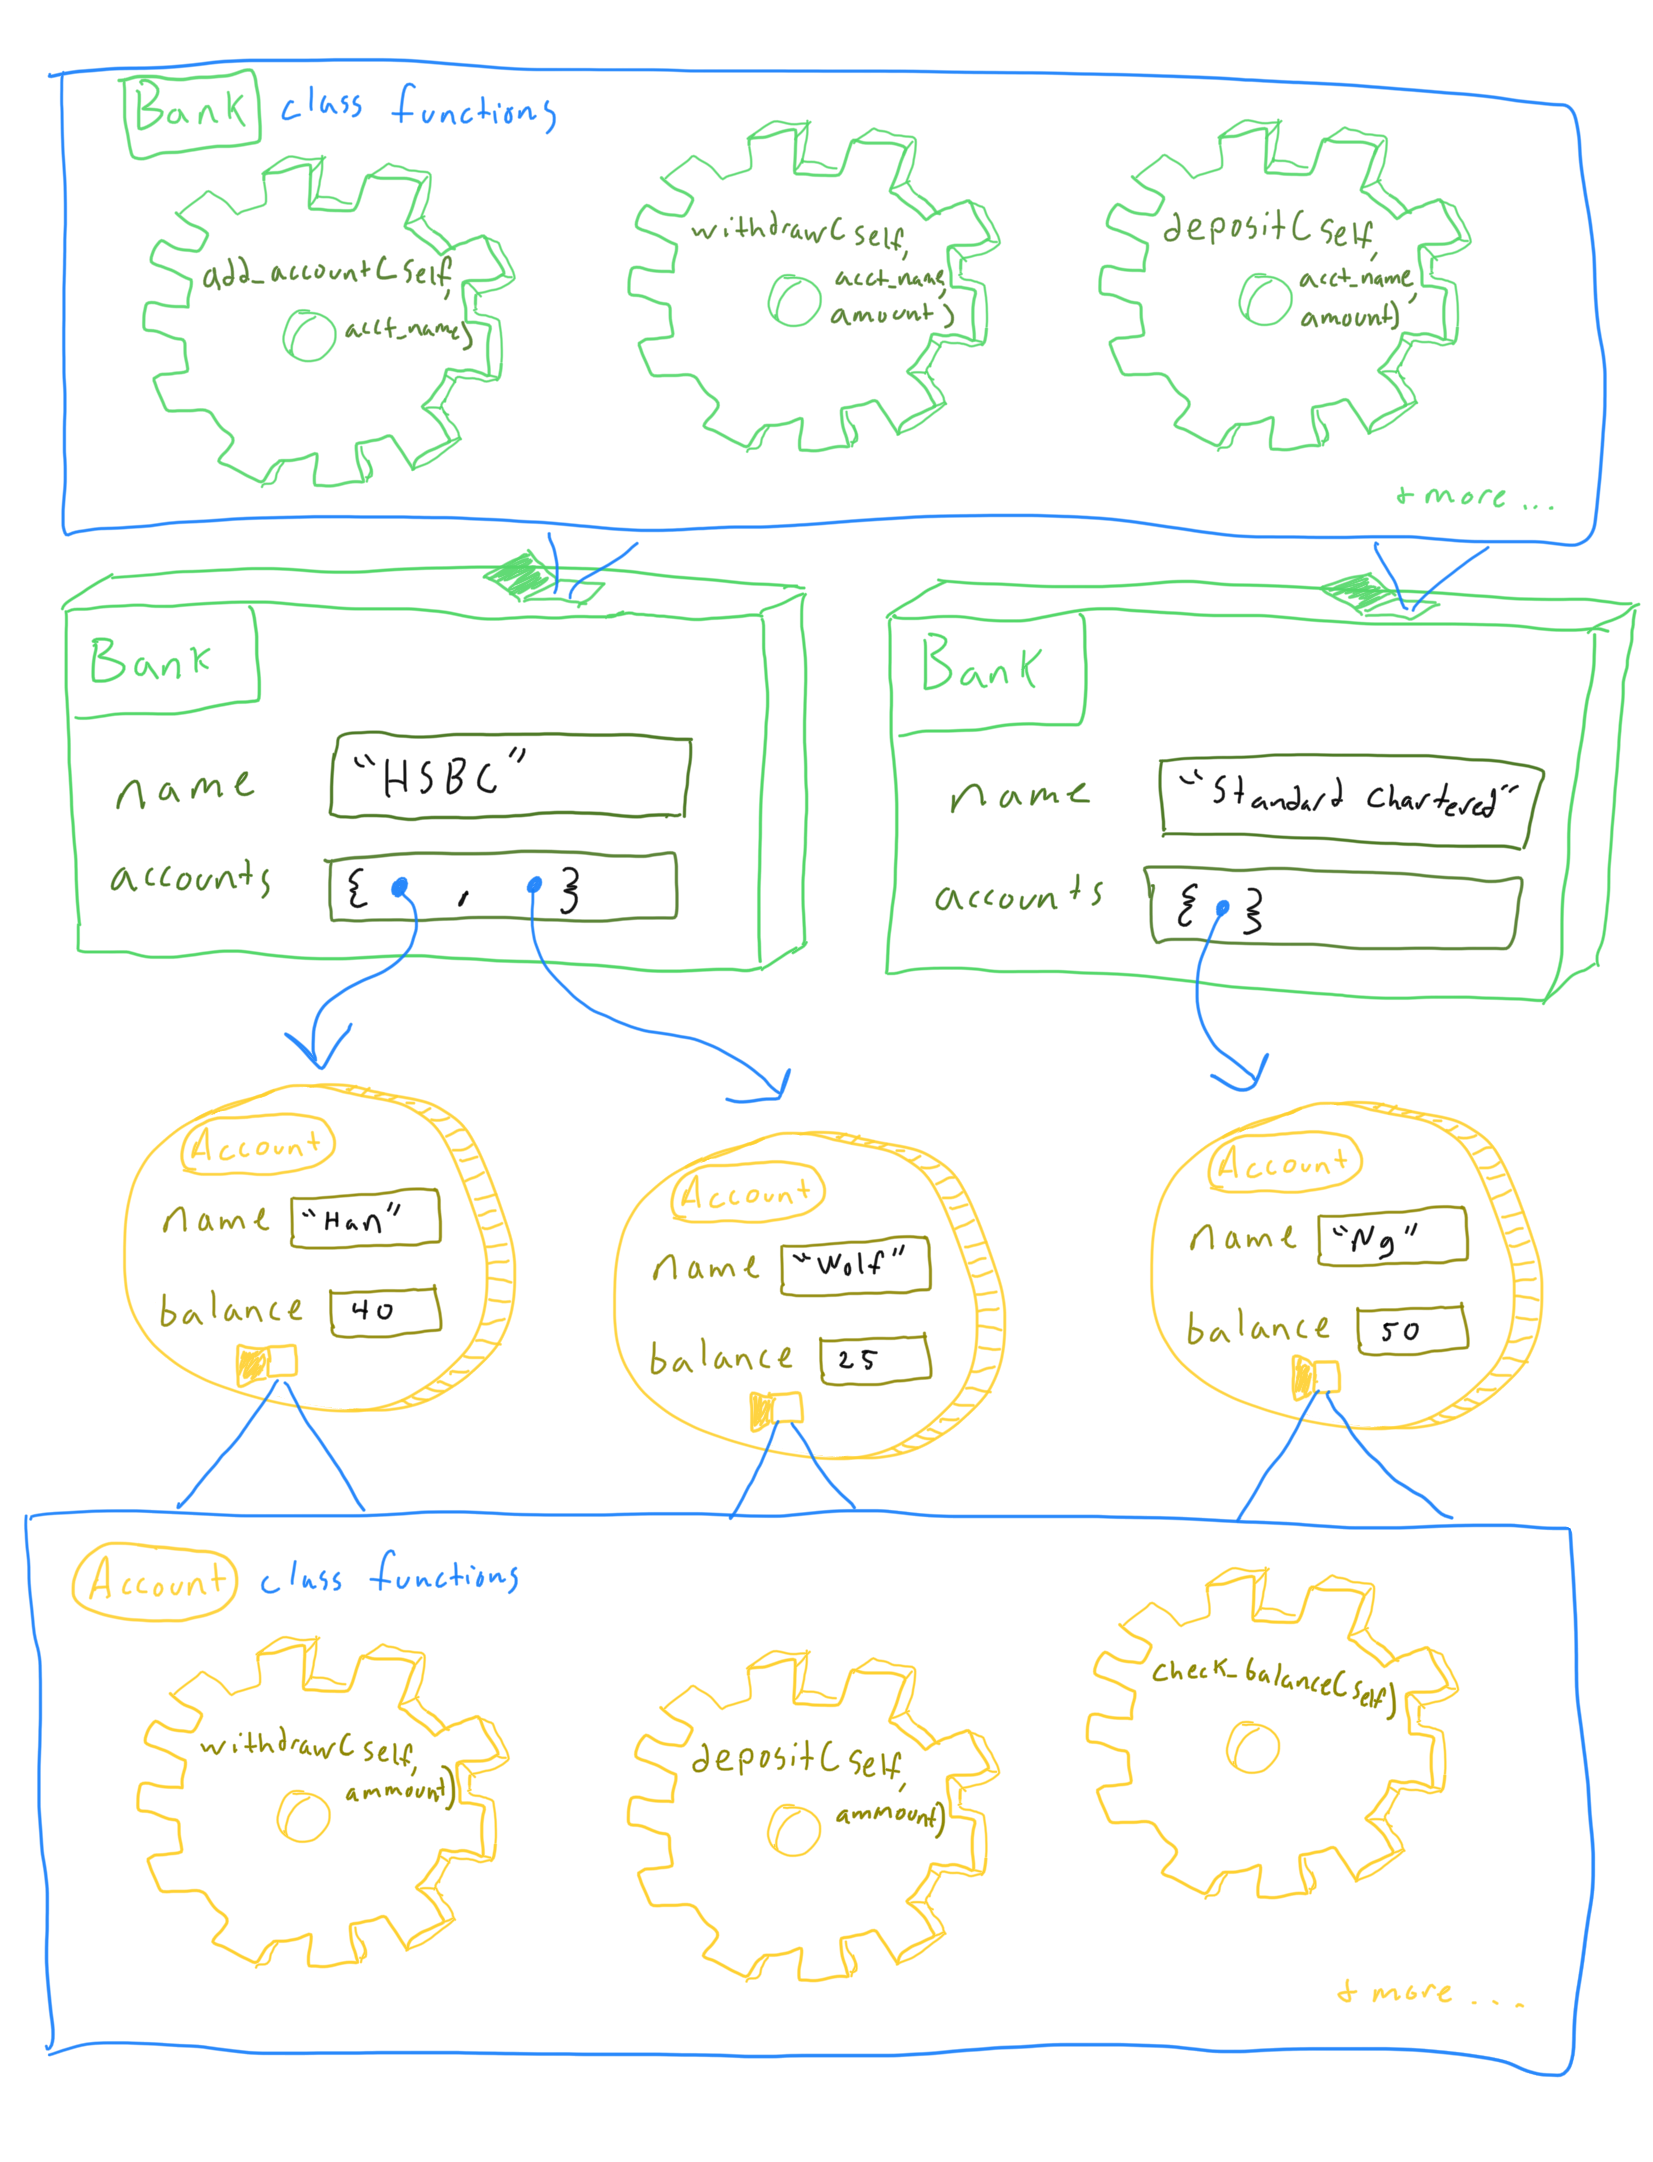 Bank class functions
add_account(self,
acct_name)
withdraw(self,
acct_name,
amount)
deposit(self,
acct_name,
amount)
+ more ...
Bank
name "HSBC"
accounts { , }
Bank
name "Standard Chartered"
accounts { }
Account
name "Han"
balance 40
Account
name "Wolf"
balance 25
Account
name "Ng"
balance 50
Account class functions
withdraw(self,
ammount)
deposit(self,
ammount)
check_balance(self)
+ more ....